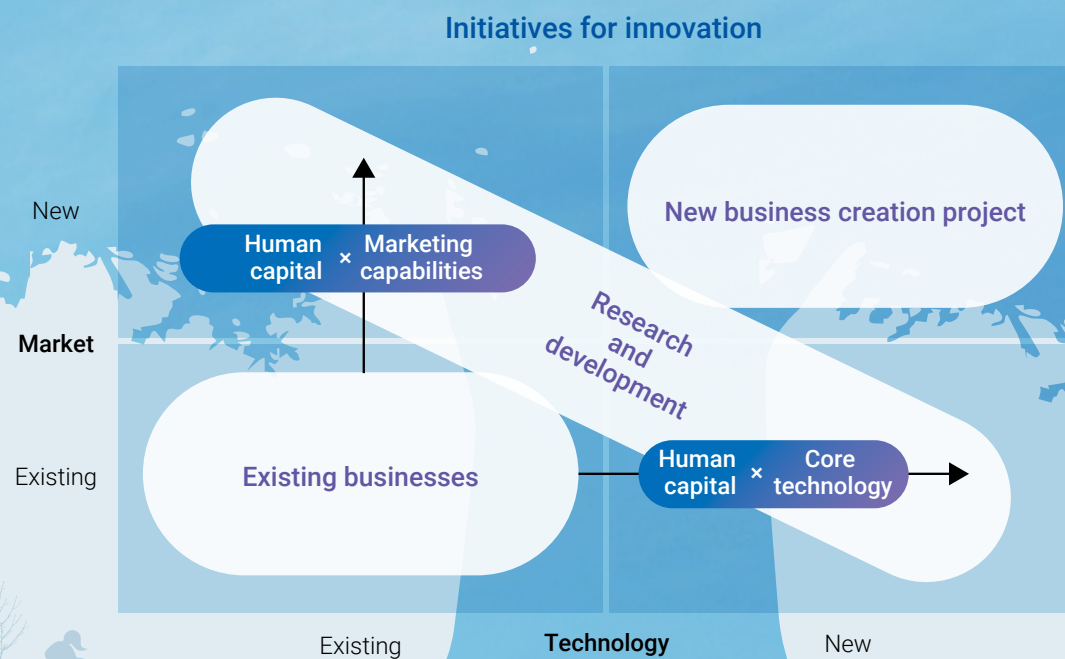 Initiatives for innovation
New
Human
capital
×
Marketing
capabilities
New business creation project
Research
and
development
Market
Existing
Existing businesses
Human
capital
×
Core
technology
Existing
Technology
New